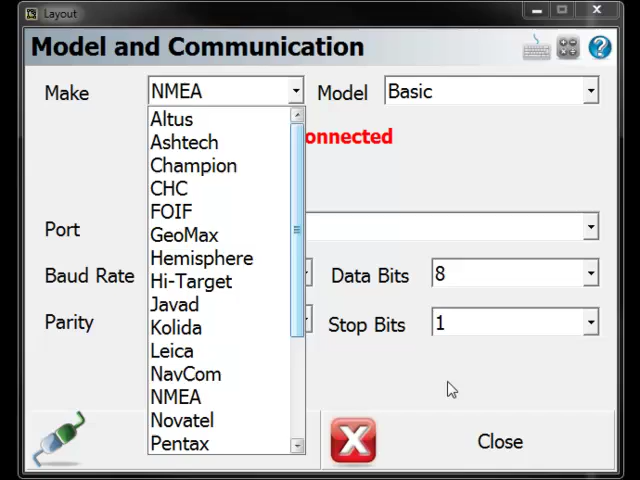 Layout
Model and Communication
Make
NMEA
Model
Basic
Altus
Ashtech
Champion
CHC
FOIF
GeoMax
Hemisphere
Hi-Target
Javad
Kolida
Leica
NavCom
NMEA
Novatel
Pentax
onnected
Port
Baud Rate
Data Bits
8
Parity
Stop Bits
1
Close